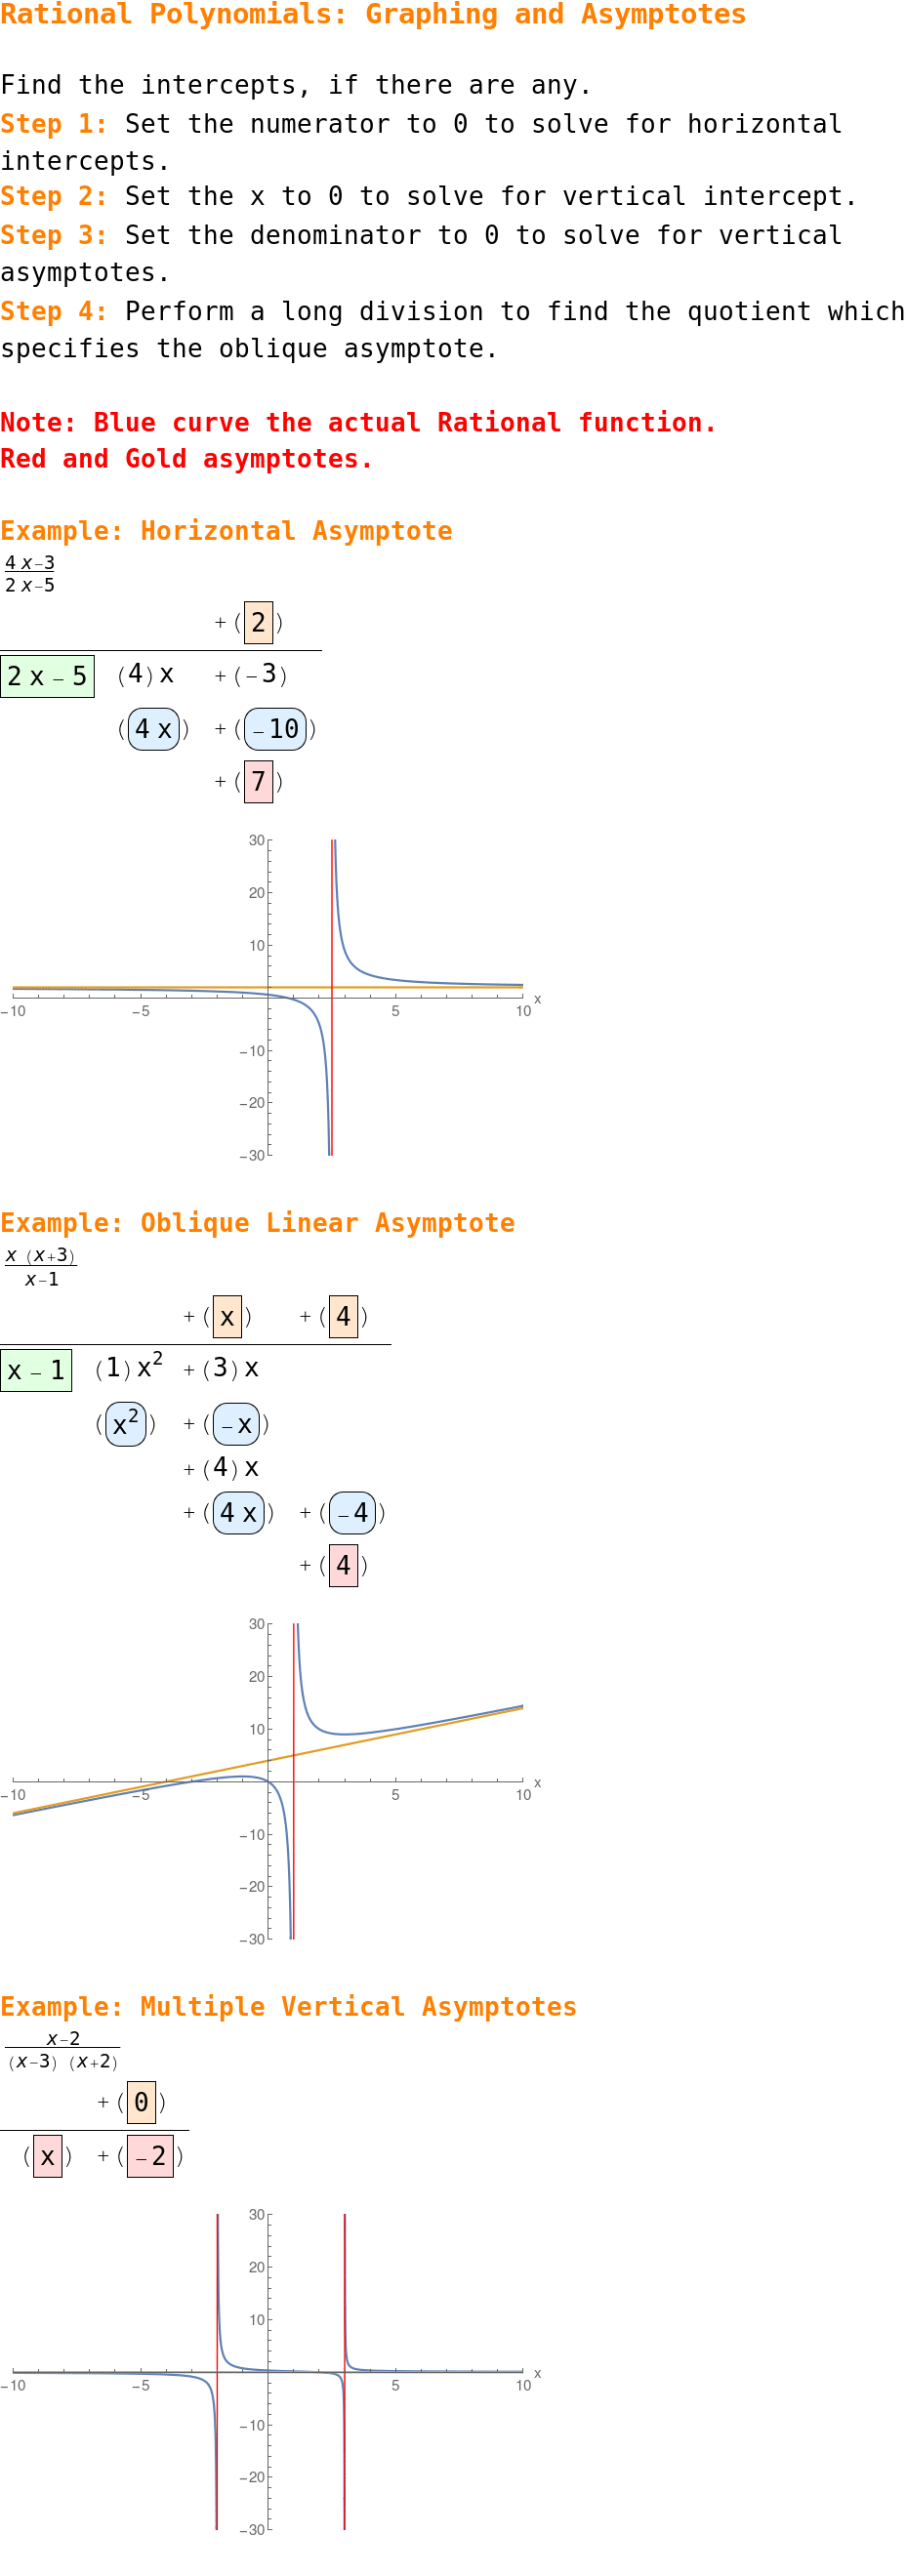 Rational Polynomials: Graphing and Asymptotes
Find the intercepts, if there are any.
Step 1: Set the numerator to 0 to solve for horizontal
intercepts.
Step 2: Set the x to 0 to solve for vertical intercept.
Step 3: Set the denominator to 0 to solve for vertical
asymptotes.
Step 4: Perform a long division to find the quotient which
specifies the oblique asymptote.
Note: Blue curve the actual Rational function.
Red and Gold asymptotes.
Example: Horizontal Asymptote
4 x−3
2 x−5
+ (2)
2 x − 5 (4) x + (−3)
(4 x) + (−10)
+ (7)
30
20
10
−10 −5 5 10 x
−10
−20
−30
Example: Oblique Linear Asymptote
x (x+3)
x−1
+ (x) + (4)
x − 1 (1) x² + (3) x
(x²) + (−x)
+ (4) x
+ (4 x) + (−4)
+ (4)
30
20
10
−10 −5 5 10 x
−10
−20
−30
Example: Multiple Vertical Asymptotes
x−2
(x−3) (x+2)
+ (0)
(x) + (−2)
30
20
10
−10 −5 5 10 x
−10
−20
−30